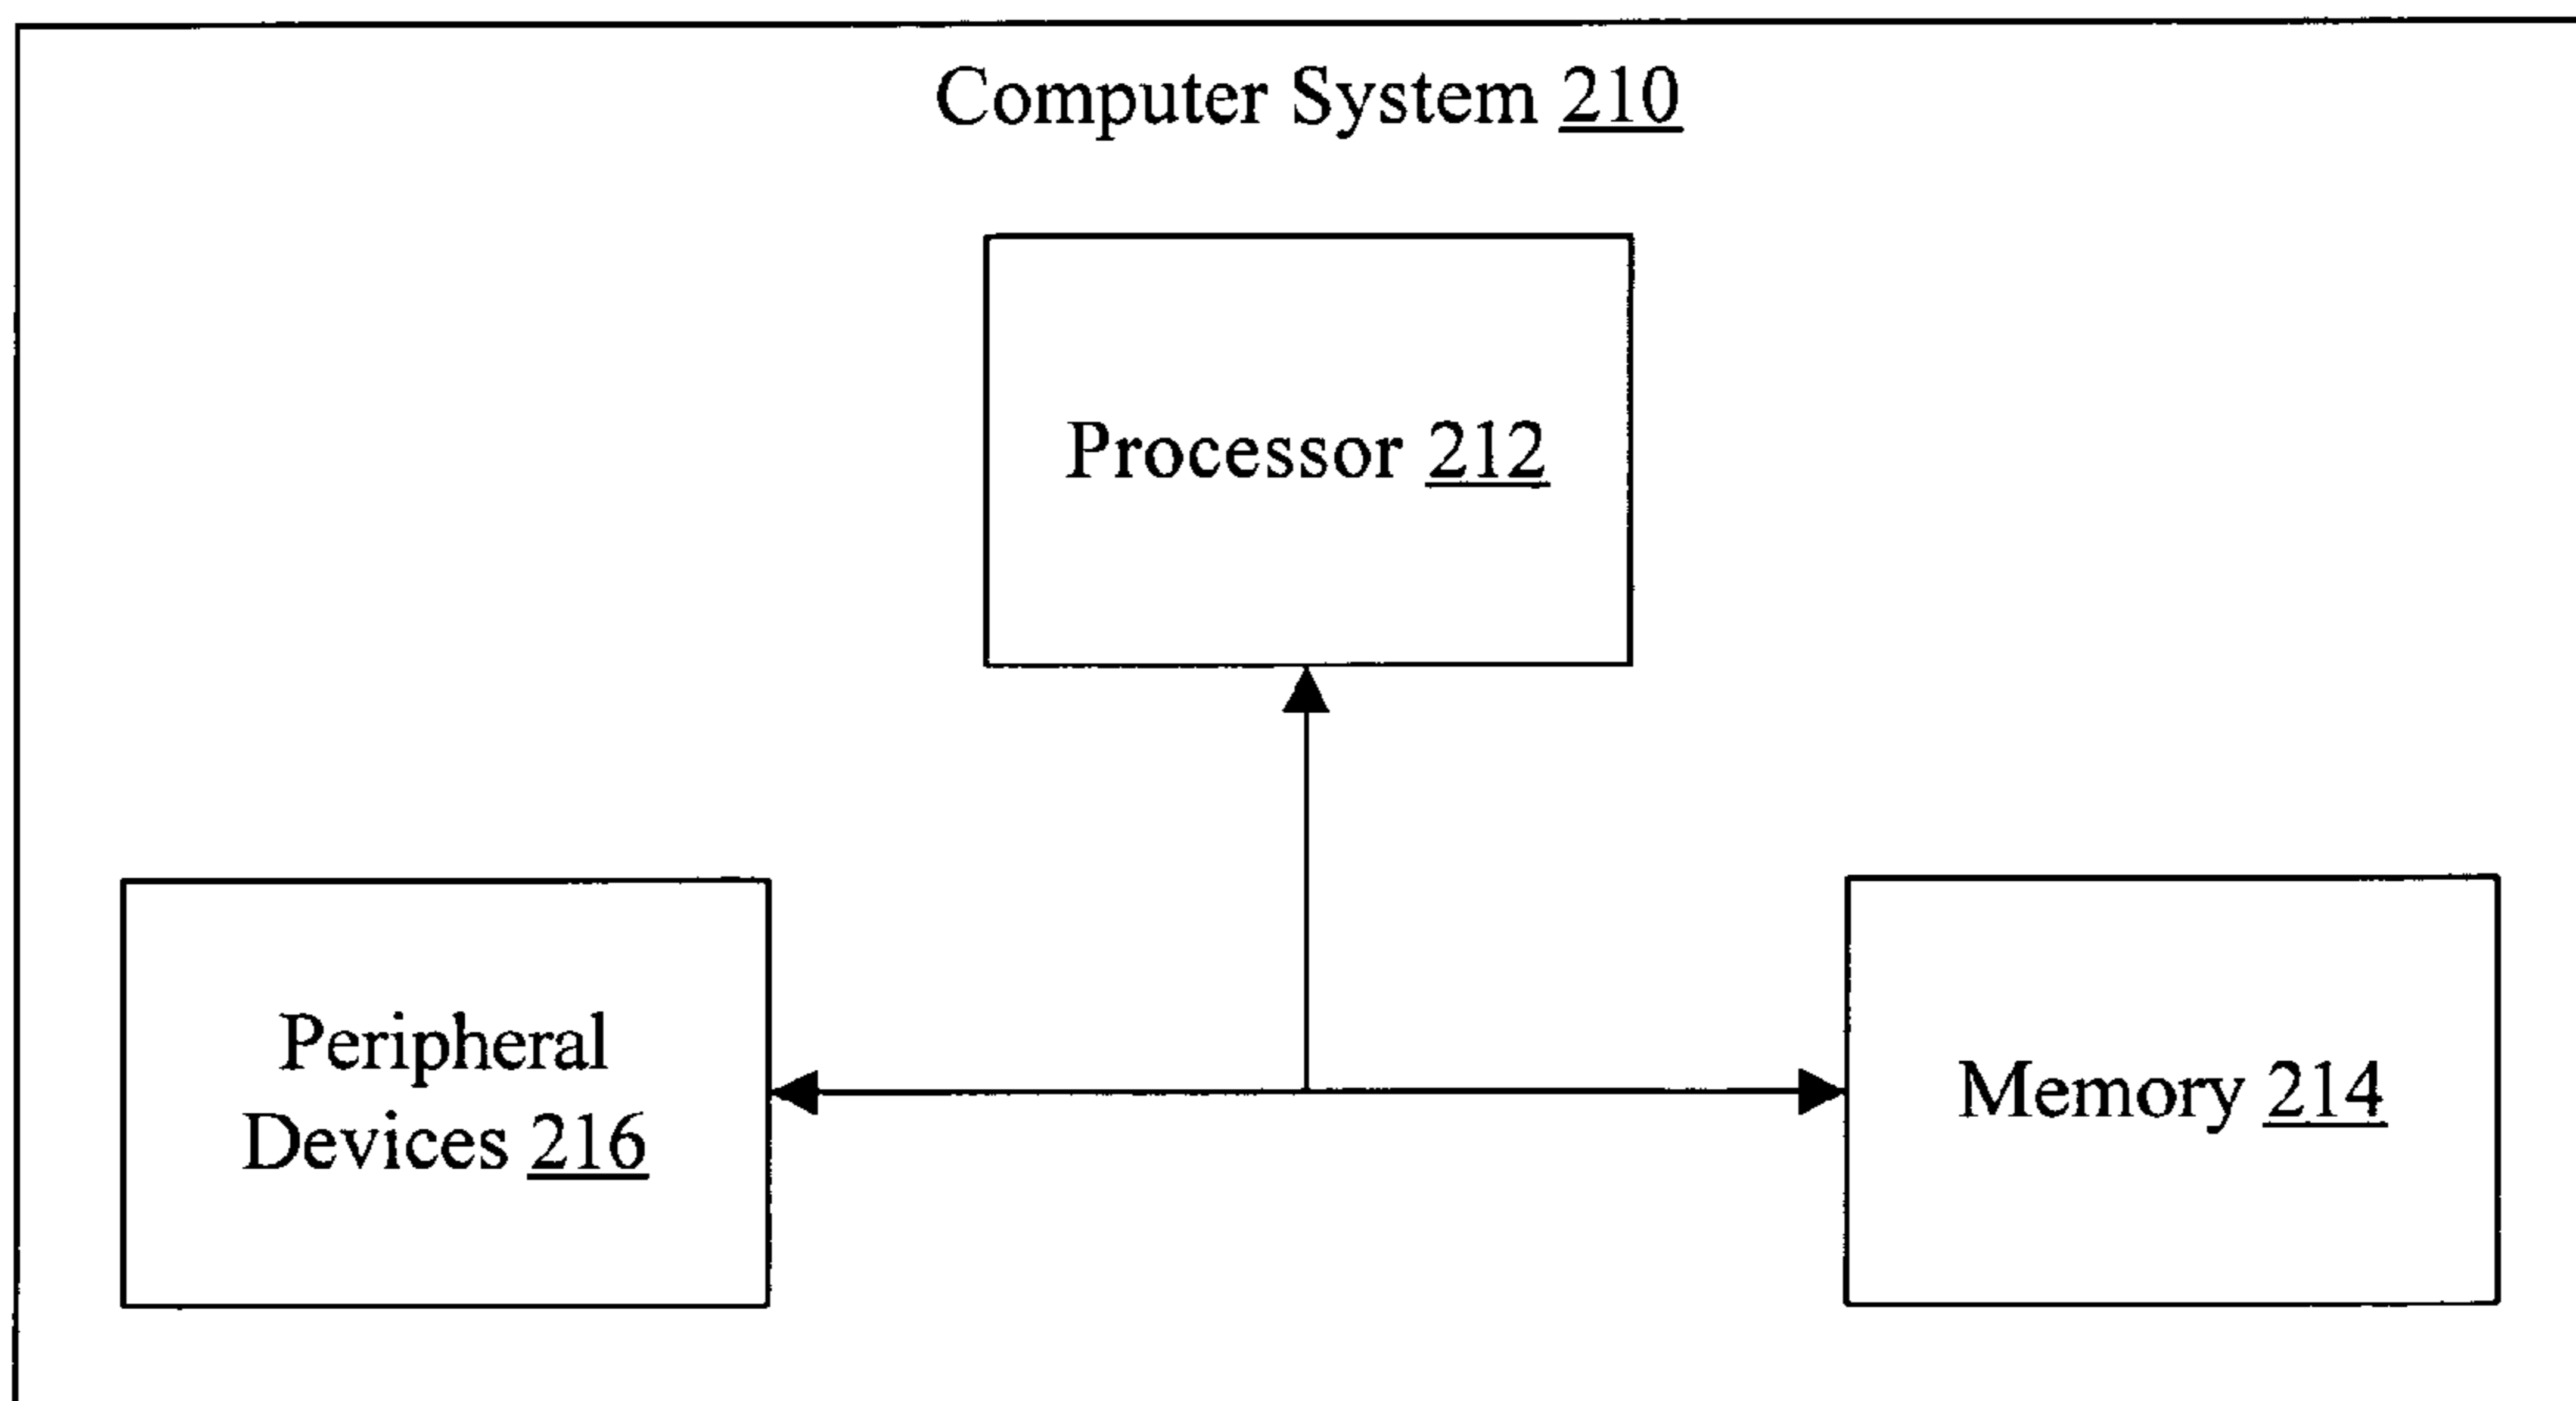 Computer System 210
Processor 212
Peripheral
Devices 216
Memory 214